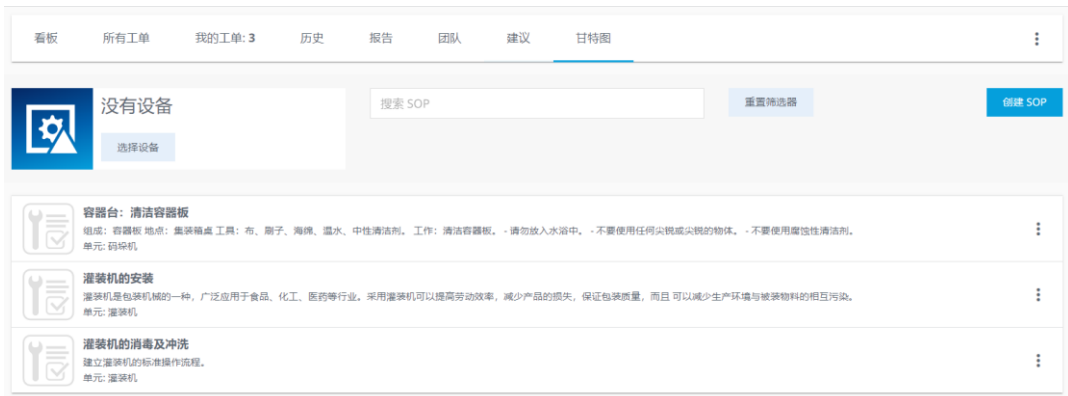 看板 所有工单 我的工单: 3 历史 报告 团队 建议 甘特图
没有设备
选择设备
搜索 SOP
重置筛选器
创建 SOP
容器台：清洁容器板
组成：容器板 地点：集装箱桌 工具：布、刷子、海绵、温水、中性清洁剂。 工作：清洁容器板。 - 请勿放入水浴中。 - 不要使用任何尖锐或尖锐的物体。 - 不要使用腐蚀性清洁剂。
单元: 码垛机
灌装机的安装
灌装机是包装机械的一种，广泛应用于食品、化工、医药等行业。采用灌装机可以提高劳动效率，减少产品的损失，保证包装质量，而且 可以减少生产环境与被装物料的相互污染。
单元: 灌装机
灌装机的消毒及冲洗
建立灌装机的标准操作流程。
单元: 灌装机